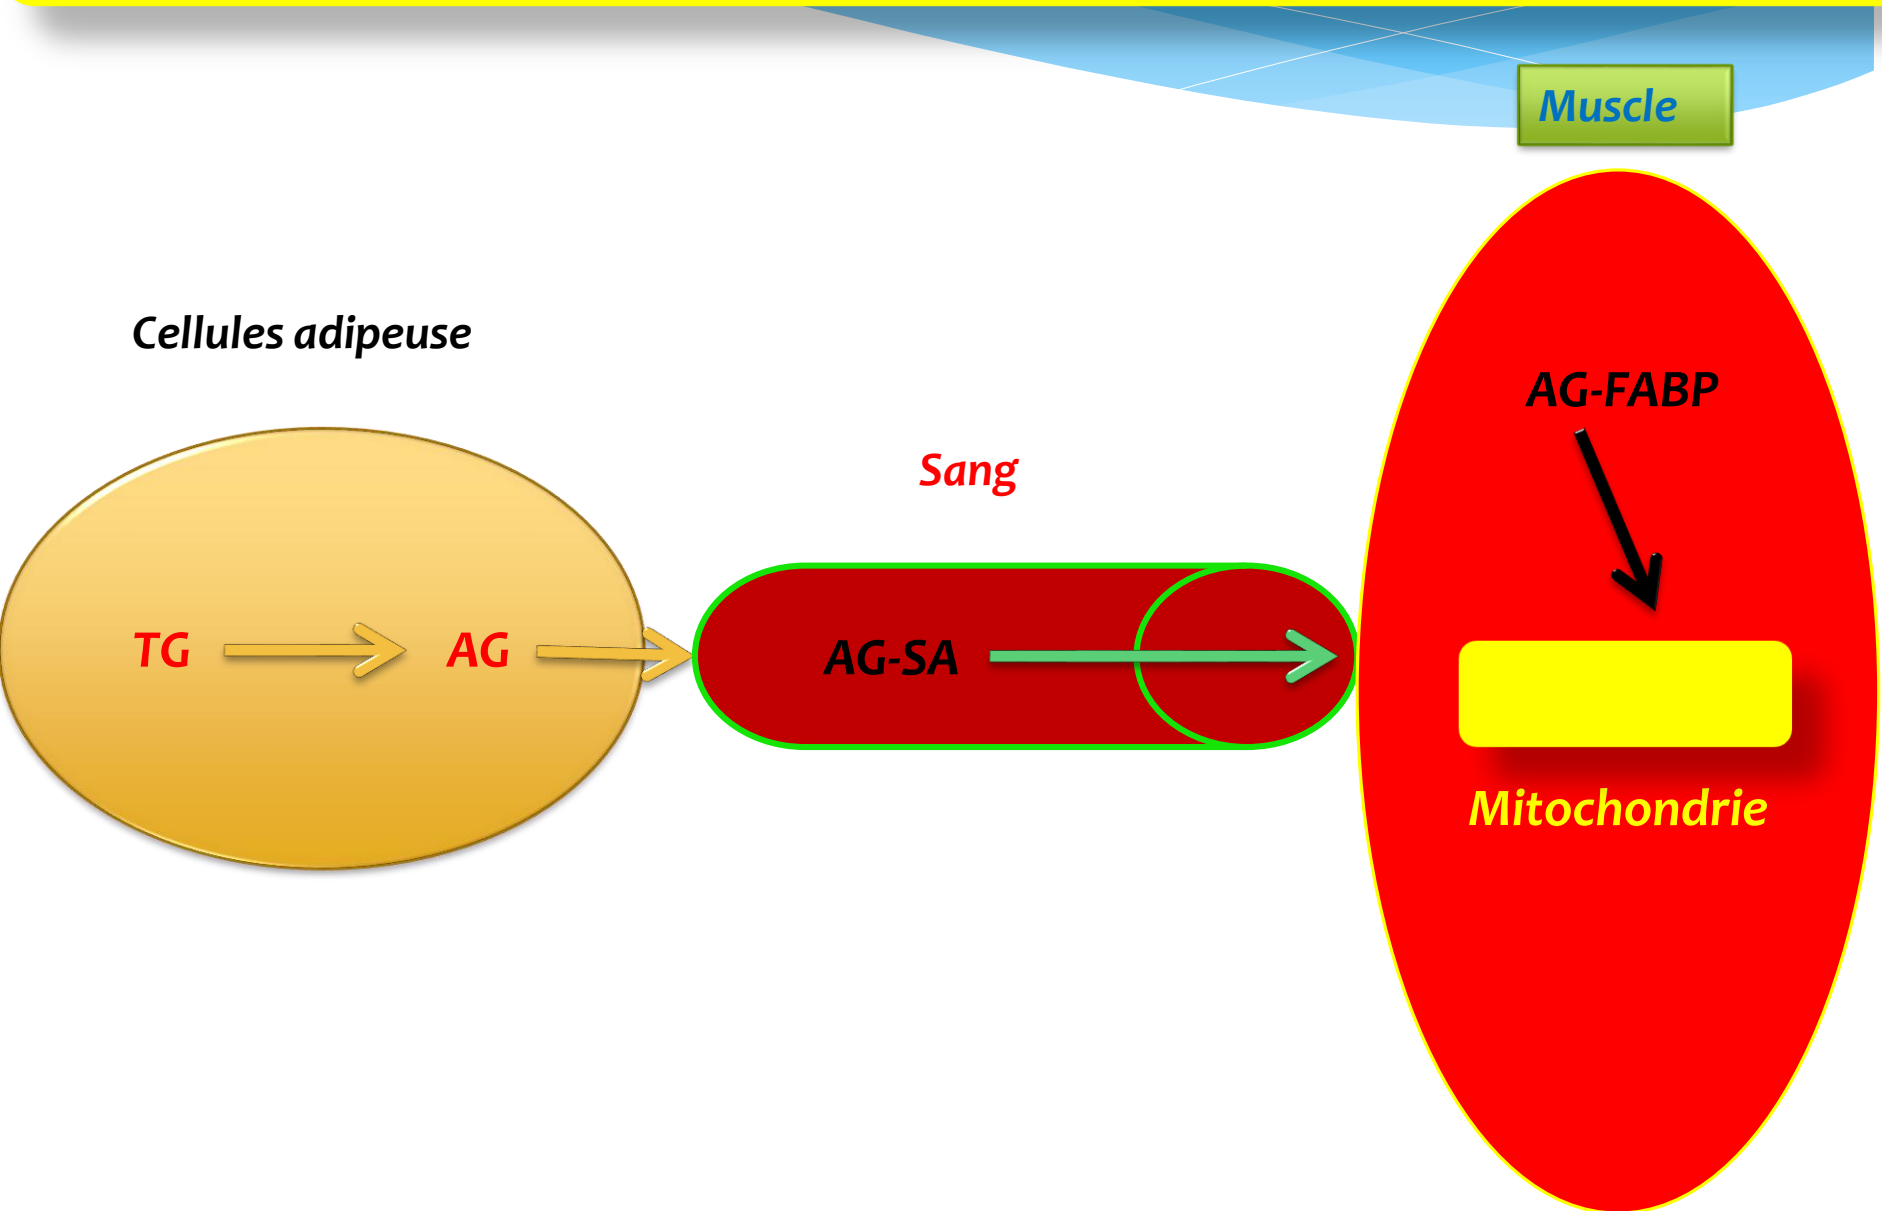 Muscle
Cellules adipeuse
AG-FABP
Sang
TG
AG
AG-SA
Mitochondrie